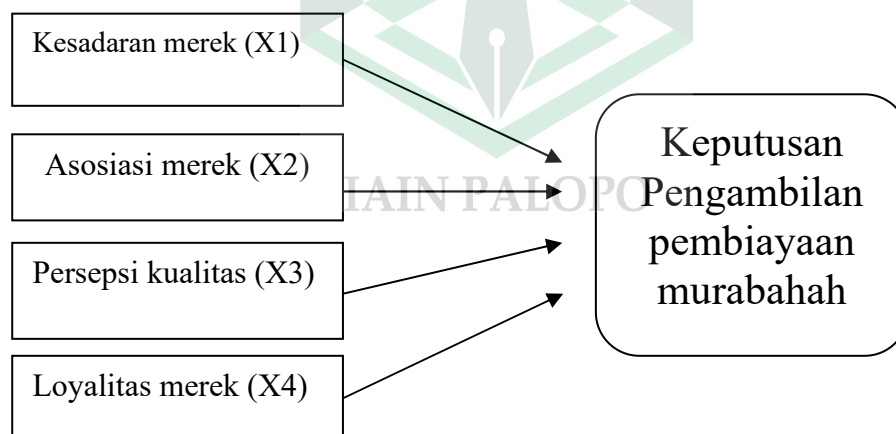 Kesadaran merek (X1)
Asosiasi merek (X2)
Persepsi kualitas (X3)
Loyalitas merek (X4)
IAIN PALOPO
Keputusan
Pengambilan
pembiayaan
murabahah